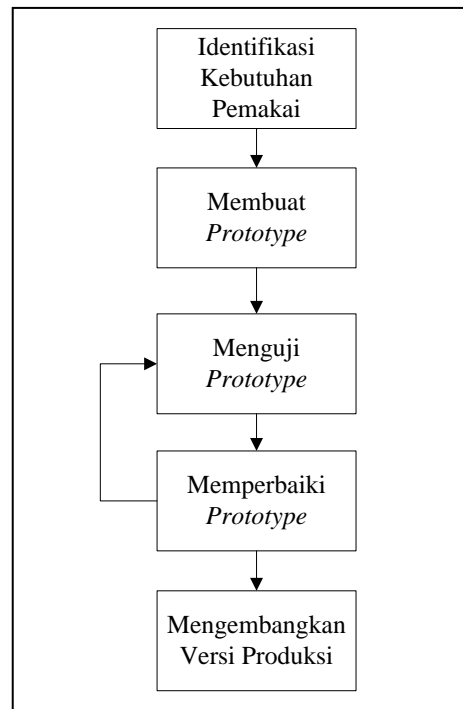 Identifikasi
Kebutuhan
Pemakai
Membuat
Prototype
Menguji
Prototype
Memperbaiki
Prototype
Mengembangkan
Versi Produksi